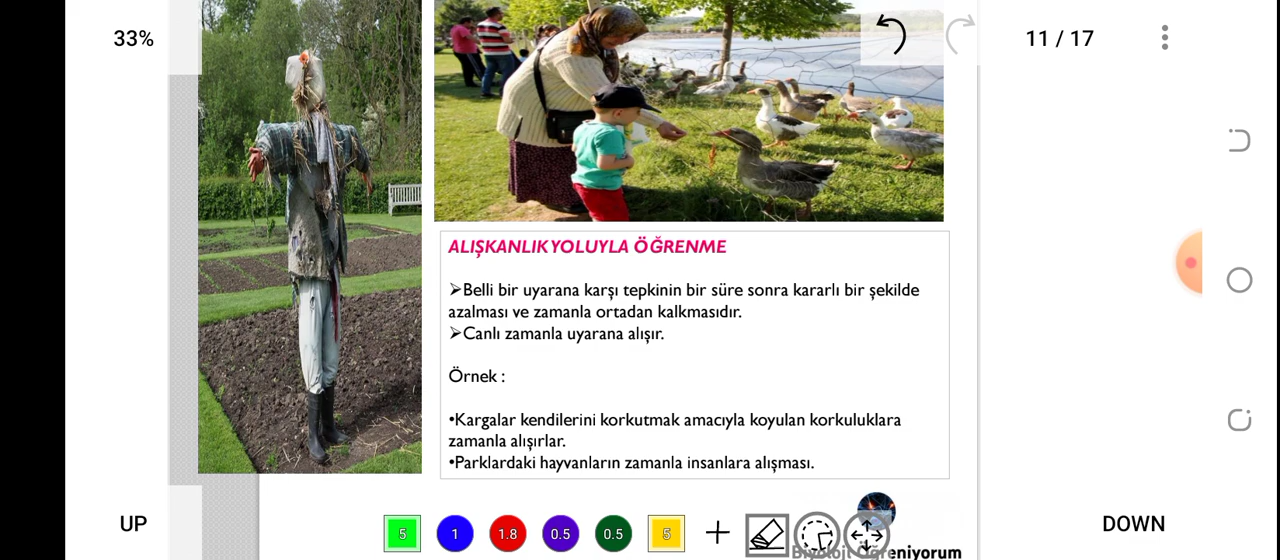 33%
11 / 17
ALIŞKANLIK YOLUYLA ÖĞRENME
➤Belli bir uyarana karşı tepkinin bir süre sonra kararlı bir şekilde
azalması ve zamanla ortadan kalkmasıdır.
➤Canlı zamanla uyarana alışır.
Örnek :
•Kargalar kendilerini korkutmak amacıyla koyulan korkuluklara
zamanla alışırlar.
•Parklardaki hayvanların zamanla insanlara alışması.
UP
5 1 1.8 0.5 0.5 5
DOWN